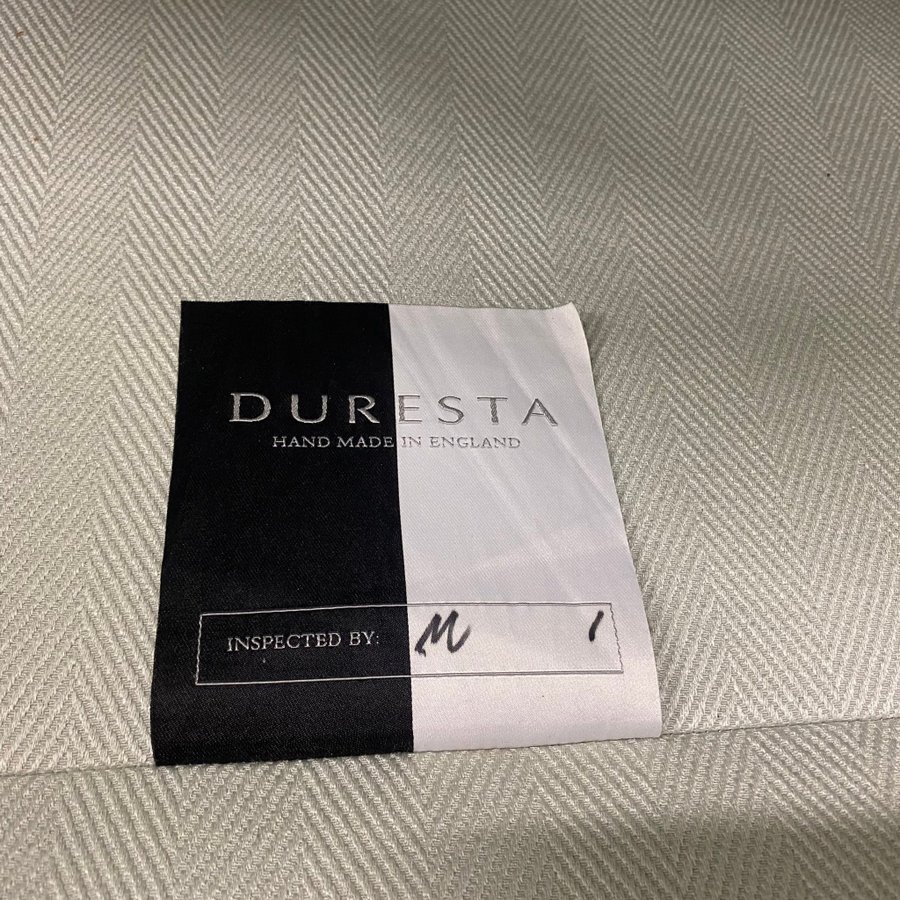 DURESTA
HAND MADE IN ENGLAND
INSPECTED BY: M 1